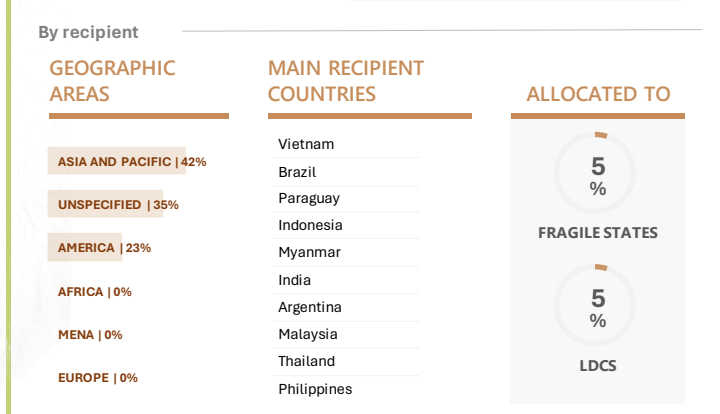 By recipient
GEOGRAPHIC
AREAS
ASIA AND PACIFIC | 42%
UNSPECIFIED | 35%
AMERICA | 23%
AFRICA | 0%
MENA | 0%
EUROPE | 0%
MAIN RECIPIENT
COUNTRIES
Vietnam
Brazil
Paraguay
Indonesia
Myanmar
India
Argentina
Malaysia
Thailand
Philippines
ALLOCATED TO
5
%
FRAGILE STATES
5
%
LDCS